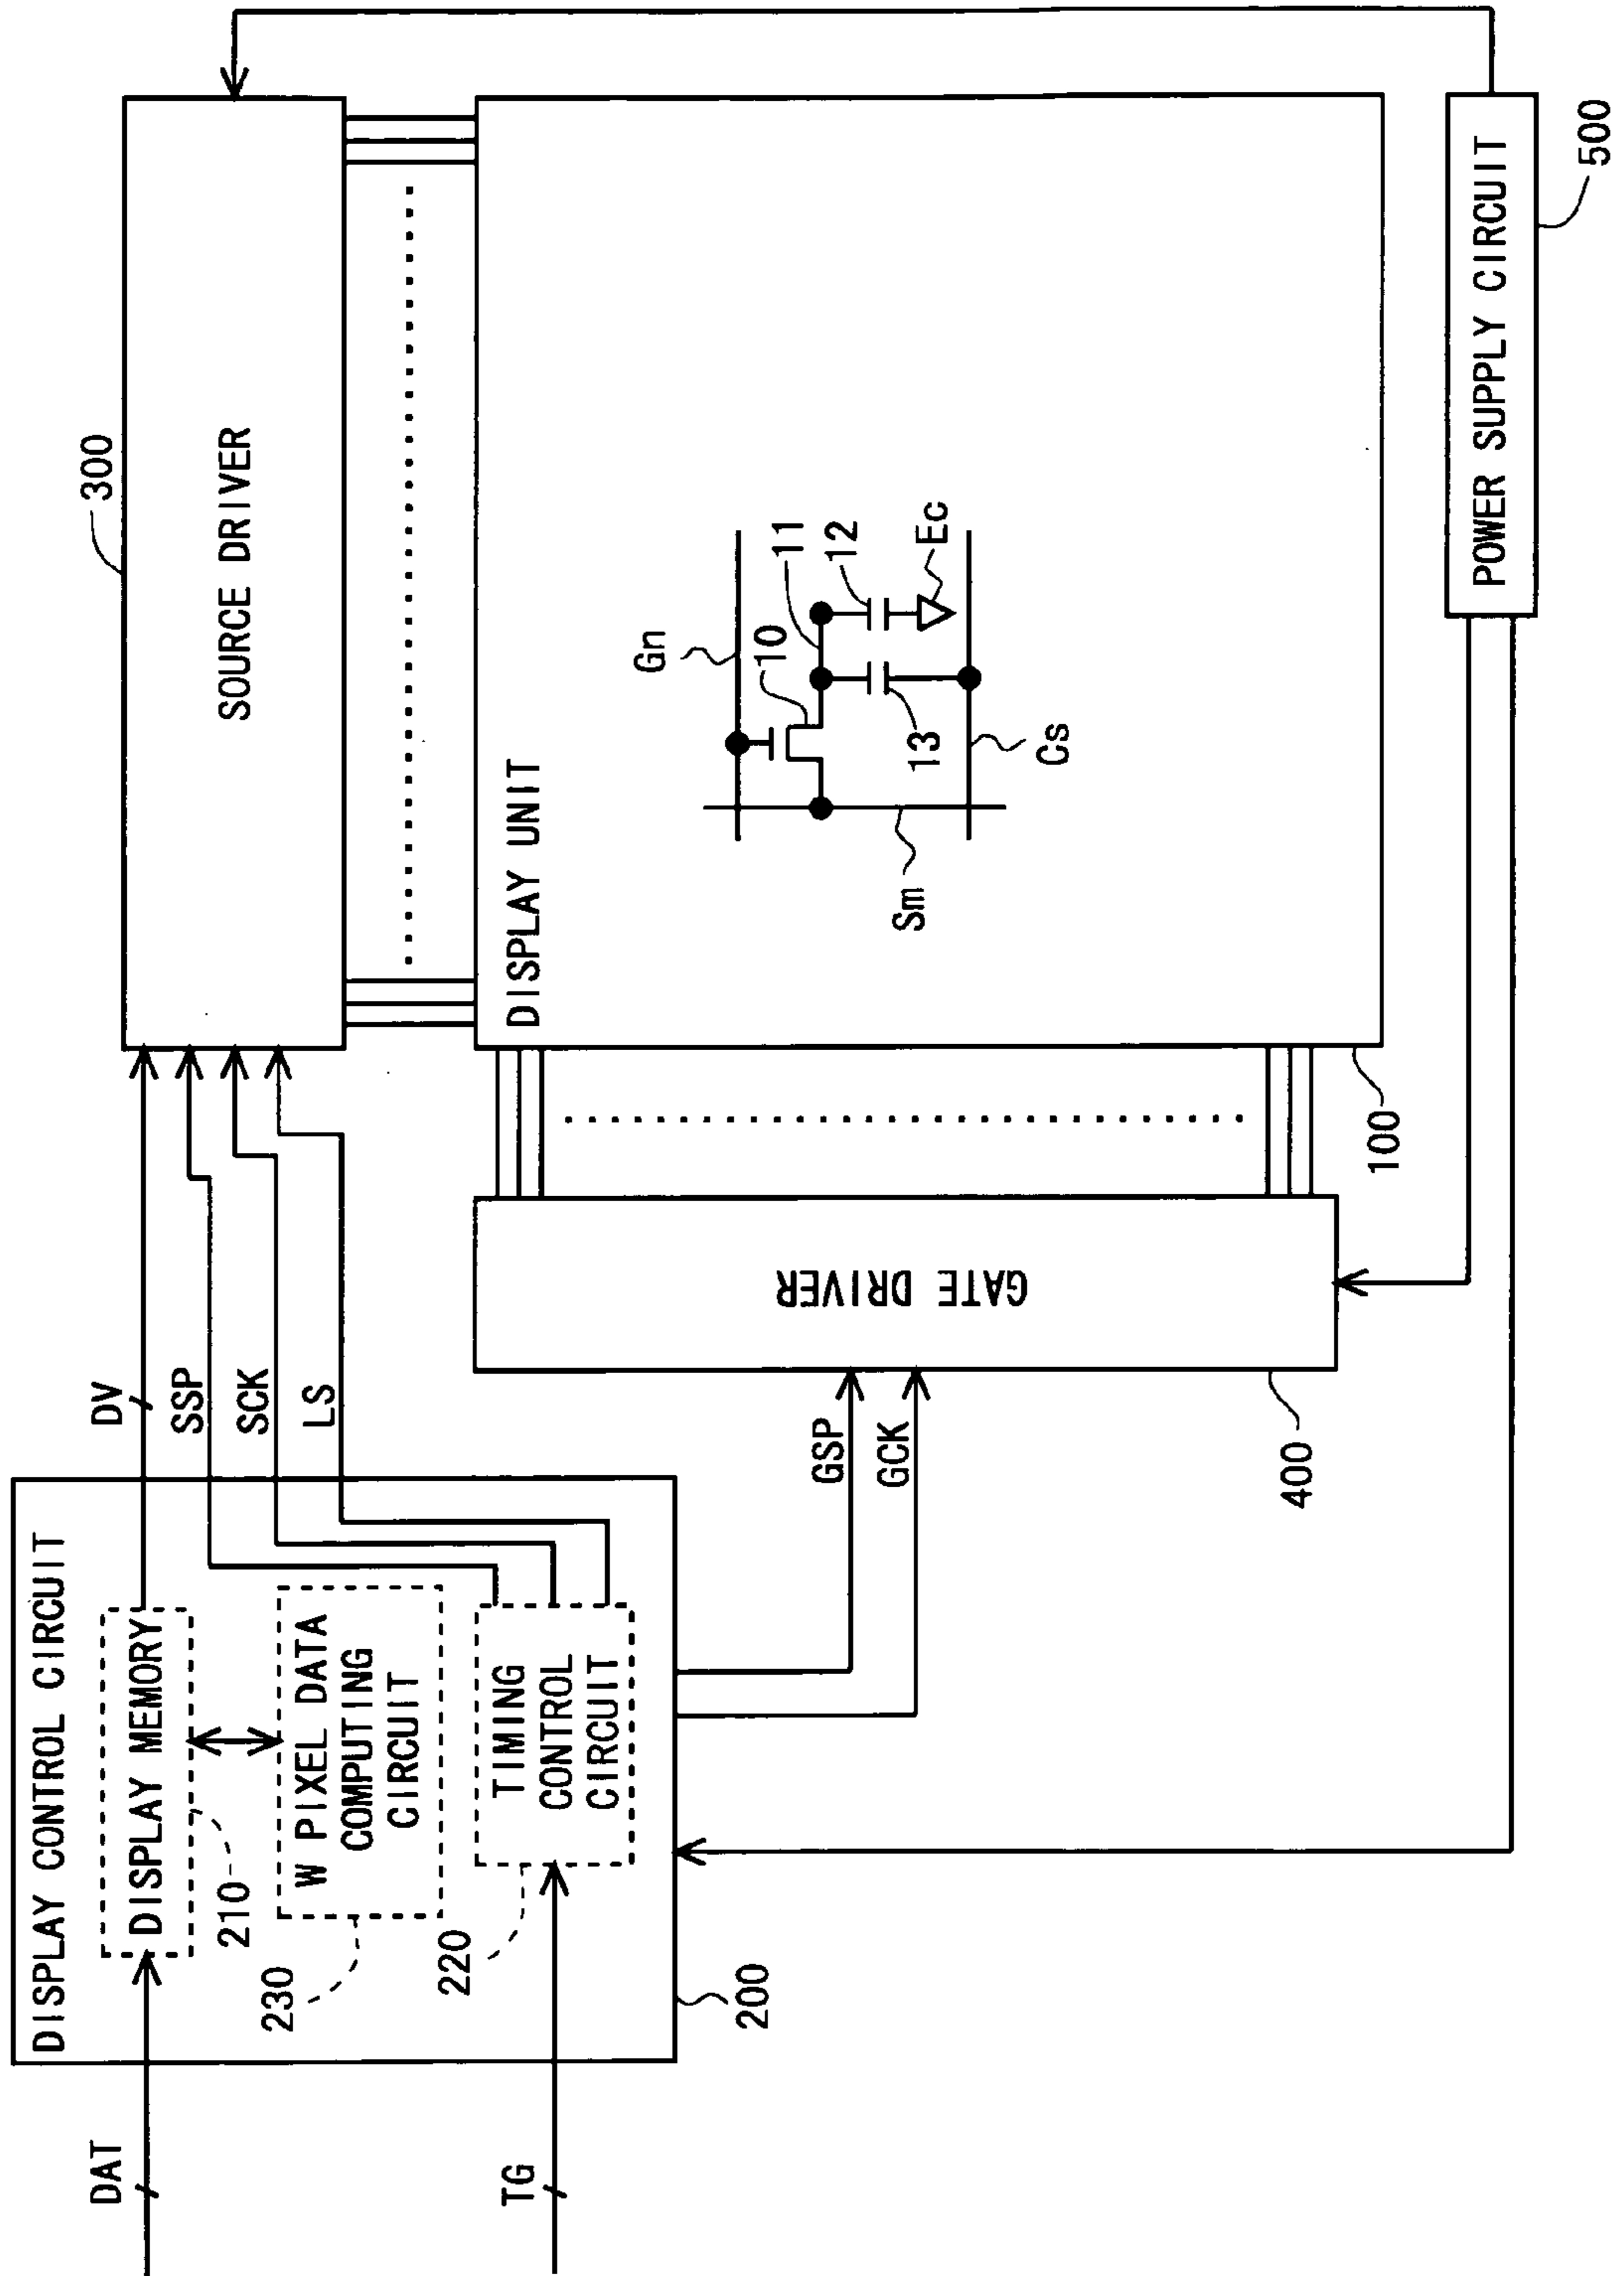 DAT
TG
DISPLAY CONTROL CIRCUIT
DISPLAY MEMORY
210
W PIXEL DATA
COMPUTING
CIRCUIT
230
TIMING
CONTROL
CIRCUIT
220
200
DV
SSP
SCK
LS
GSP
GCK
300
SOURCE DRIVER
GATE DRIVER
400
DISPLAY UNIT
100
Gn
10
11
12
Ec
13
Cs
Sm
POWER SUPPLY CIRCUIT
500